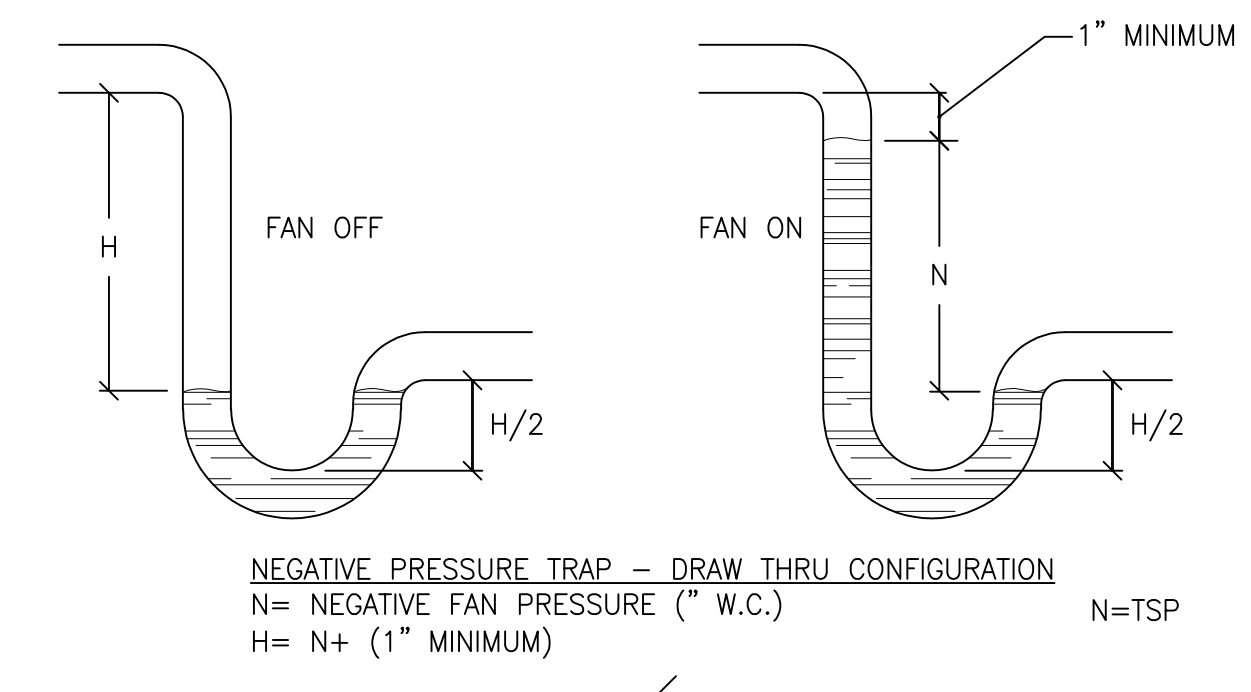 1” MINIMUM
H
FAN OFF
H/2
FAN ON
N
H/2
NEGATIVE PRESSURE TRAP – DRAW THRU CONFIGURATION
N= NEGATIVE FAN PRESSURE (” W.C.)
N=TSP
H= N+ (1” MINIMUM)